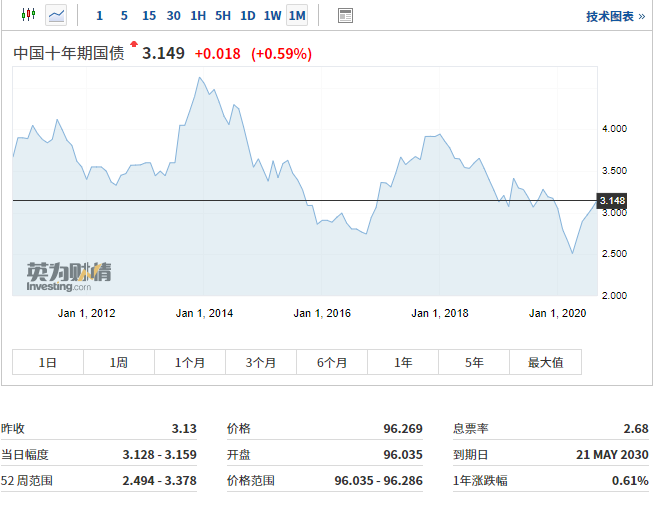 1 5 15 30 1H 5H 1D 1W 1M 技术图表 »
中国十年期国债 3.149 +0.018 (+0.59%)
4.000
3.500
3.148
3.000
2.500
2.000
英为财情
Investing.com
Jan 1, 2012 Jan 1, 2014 Jan 1, 2016 Jan 1, 2018 Jan 1, 2020
1日 1周 1个月 3个月 6个月 1年 5年 最大值
昨收 3.13 价格 96.269 息票率 2.68
当日幅度 3.128 - 3.159 开盘 96.035 到期日 21 MAY 2030
52 周范围 2.494 - 3.378 价格范围 96.035 - 96.286 1年涨跌幅 0.61%